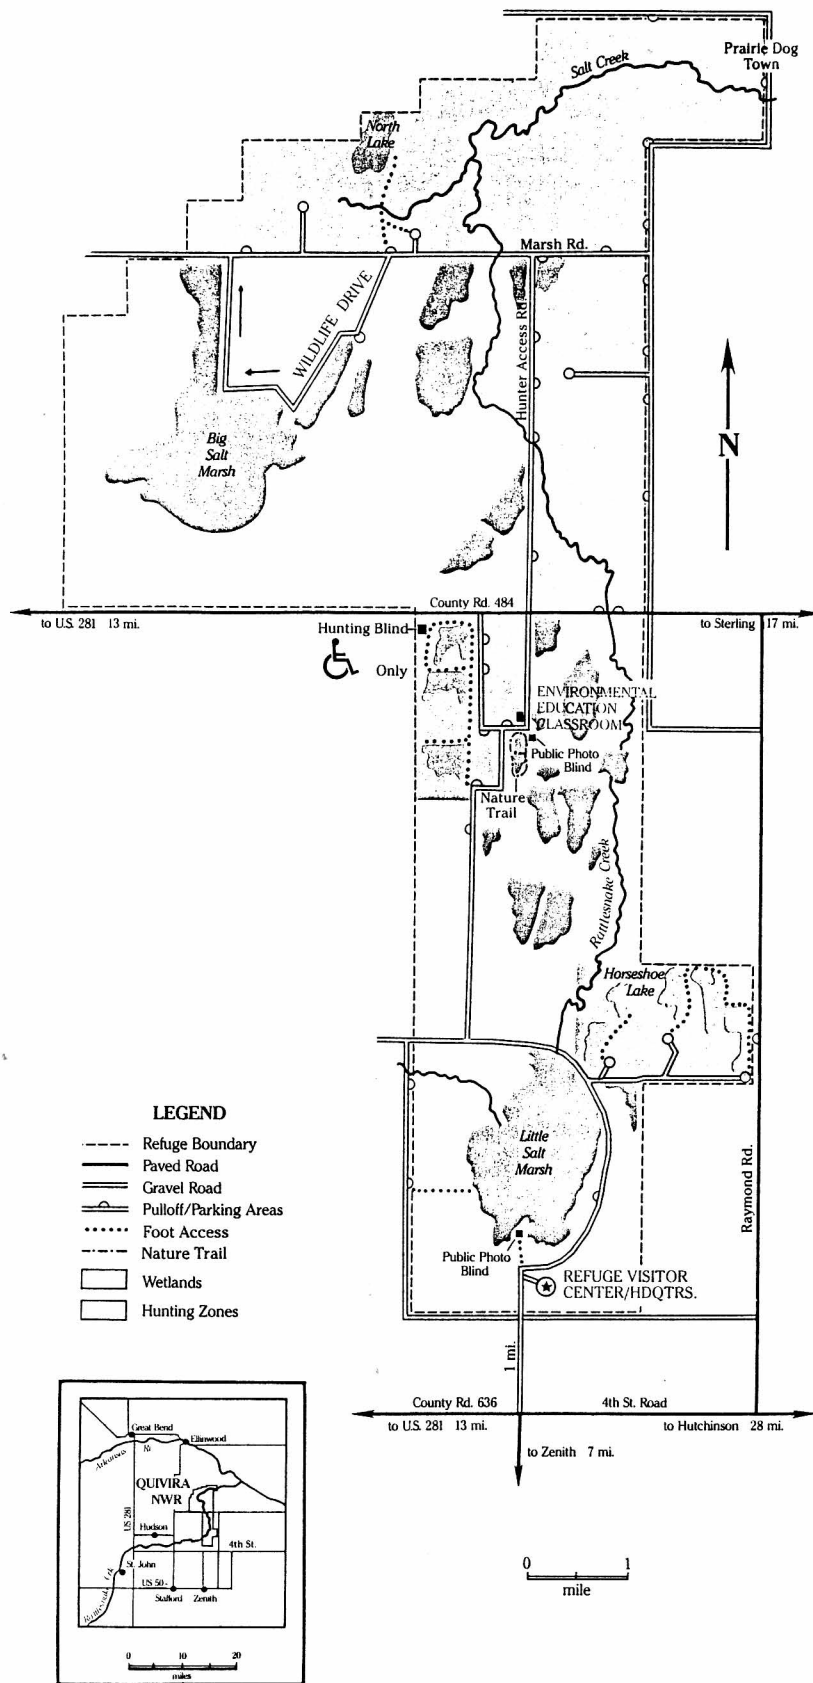 Prairie Dog
Town
Salt Creek
North
Lake
Marsh Rd.
WILDLIFE DRIVE
Hunter Access Rd.
Big
Salt
Marsh
N
County Rd. 484
to U.S. 281 13 mi.
to Sterling 17 mi.
Hunting Blind
Only
ENVIRONMENTAL
EDUCATION
CLASSROOM
Public Photo
Blind
Nature
Trail
Rattlesnake Creek
Horseshoe
Lake
Little
Salt
Marsh
Raymond Rd.
Public Photo
Blind
REFUGE VISITOR
CENTER/HDQTRS.
1 mi.
County Rd. 636
4th St. Road
to U.S. 281 13 mi.
to Hutchinson 28 mi.
to Zenith 7 mi.
LEGEND
Refuge Boundary
Paved Road
Gravel Road
Pulloff/Parking Areas
Foot Access
Nature Trail
Wetlands
Hunting Zones
Great Bend
Ellinwood
Arkansas Ri
QUIVIRA
NWR
US 281
Hudson
4th St.
St. John
US 50
Stafford
Zenith
0 10 20
miles
0 1
mile